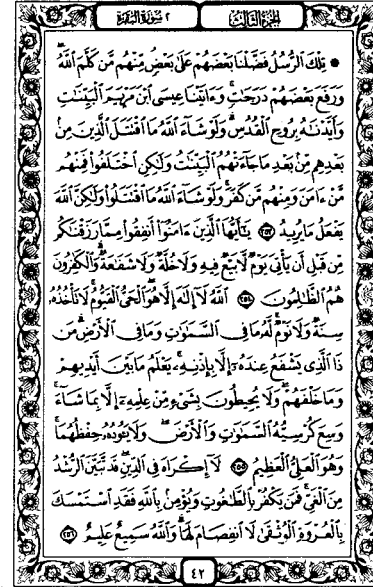 الجزء الثالث
٢ سورة البقرة
۞ تِلْكَ الرُّسُلُ فَضَّلْنَا بَعْضَهُمْ عَلَىٰ بَعْضٍ مِّنْهُم مَّن كَلَّمَ اللَّهُ
وَرَفَعَ بَعْضَهُمْ دَرَجَاتٍ وَءَاتَيْنَا عِيسَى ابْنَ مَرْيَمَ الْبَيِّنَاتِ
وَأَيَّدْنَاهُ بِرُوحِ الْقُدُسِ وَلَوْ شَاءَ اللَّهُ مَا اقْتَتَلَ الَّذِينَ مِنۢ
بَعْدِهِم مِّنۢ بَعْدِ مَا جَاءَتْهُمُ الْبَيِّنَاتُ وَلَٰكِنِ اخْتَلَفُوا فَمِنْهُم
مَّنْ ءَامَنَ وَمِنْهُم مَّن كَفَرَ وَلَوْ شَاءَ اللَّهُ مَا اقْتَتَلُوا وَلَٰكِنَّ اللَّهَ
يَفْعَلُ مَا يُرِيدُ ٢٥٣ يَٰأَيُّهَا الَّذِينَ ءَامَنُوا أَنفِقُوا مِمَّا رَزَقْنَاكُم
مِّن قَبْلِ أَن يَأْتِيَ يَوْمٌ لَّا بَيْعٌ فِيهِ وَلَا خُلَّةٌ وَلَا شَفَاعَةٌ وَالْكَافِرُونَ
هُمُ الظَّالِمُونَ ٢٥٤ اللَّهُ لَا إِلَٰهَ إِلَّا هُوَ الْحَيُّ الْقَيُّومُ لَا تَأْخُذُهُ
سِنَةٌ وَلَا نَوْمٌ لَّهُ مَا فِي السَّمَاوَاتِ وَمَا فِي الْأَرْضِ مَن
ذَا الَّذِي يَشْفَعُ عِندَهُ إِلَّا بِإِذْنِهِ يَعْلَمُ مَا بَيْنَ أَيْدِيهِمْ
وَمَا خَلْفَهُمْ وَلَا يُحِيطُونَ بِشَيْءٍ مِّنْ عِلْمِهِ إِلَّا بِمَا شَاءَ
وَسِعَ كُرْسِيُّهُ السَّمَاوَاتِ وَالْأَرْضَ وَلَا يَئُودُهُ حِفْظُهُمَا
وَهُوَ الْعَلِيُّ الْعَظِيمُ ٢٥٥ لَا إِكْرَاهَ فِي الدِّينِ قَد تَّبَيَّنَ الرُّشْدُ
مِنَ الْغَيِّ فَمَن يَكْفُرْ بِالطَّاغُوتِ وَيُؤْمِنۢ بِاللَّهِ فَقَدِ اسْتَمْسَكَ
بِالْعُرْوَةِ الْوُثْقَىٰ لَا انفِصَامَ لَهَا وَاللَّهُ سَمِيعٌ عَلِيمٌ ٢٥٦
٤٢